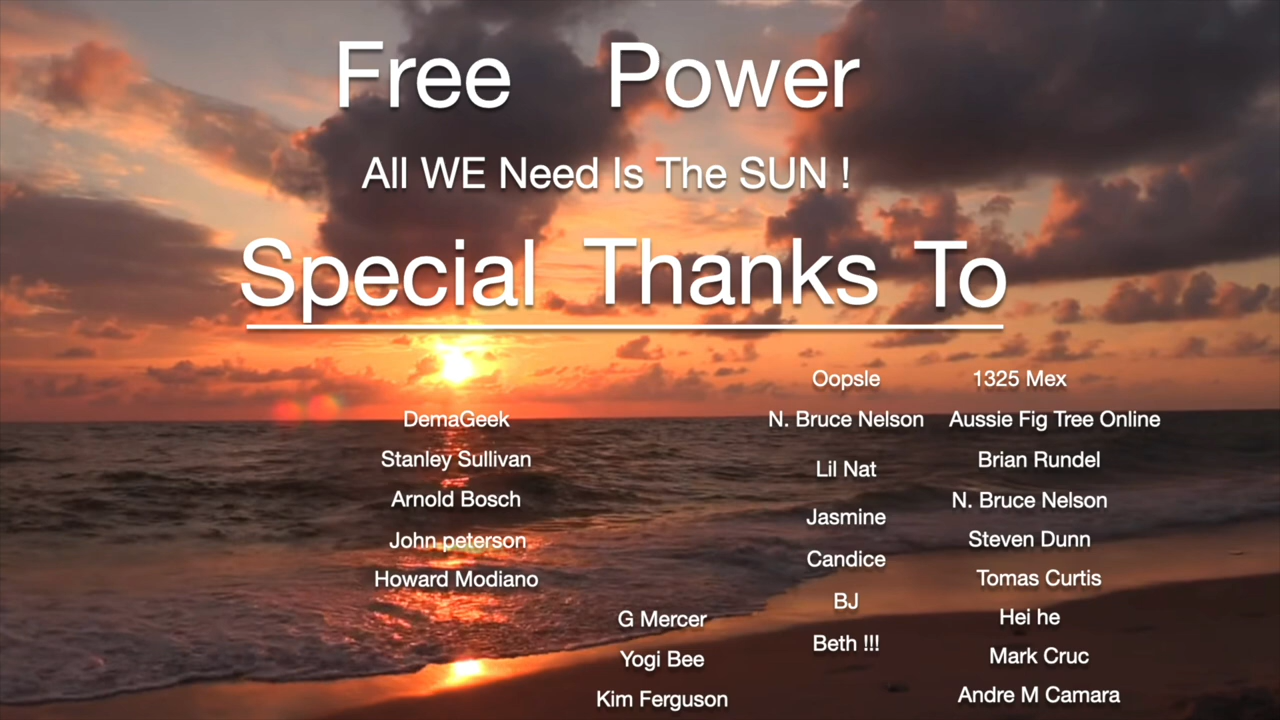 Free Power
All WE Need Is The SUN !
Special Thanks To
DemaGeek
Stanley Sullivan
Arnold Bosch
John peterson
Howard Modiano
G Mercer
Yogi Bee
Kim Ferguson
Oopsle
N. Bruce Nelson
Lil Nat
Jasmine
Candice
BJ
Beth !!!
1325 Mex
Aussie Fig Tree Online
Brian Rundel
N. Bruce Nelson
Steven Dunn
Tomas Curtis
Hei he
Mark Cruc
Andre M Camara